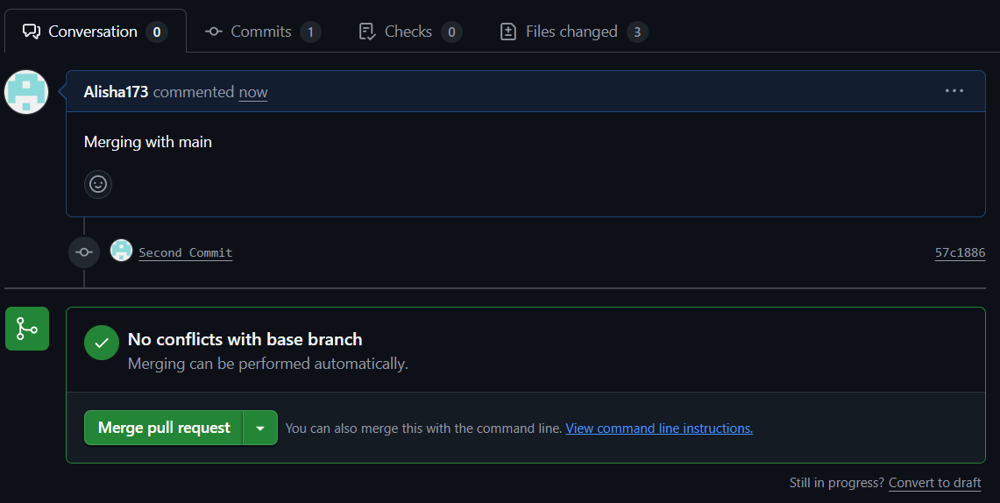 Conversation 0 Commits 1 Checks 0 Files changed 3
Alisha173 commented now
Merging with main
Second Commit 57c1886
No conflicts with base branch
Merging can be performed automatically.
Merge pull request You can also merge this with the command line. View command line instructions.
Still in progress? Convert to draft